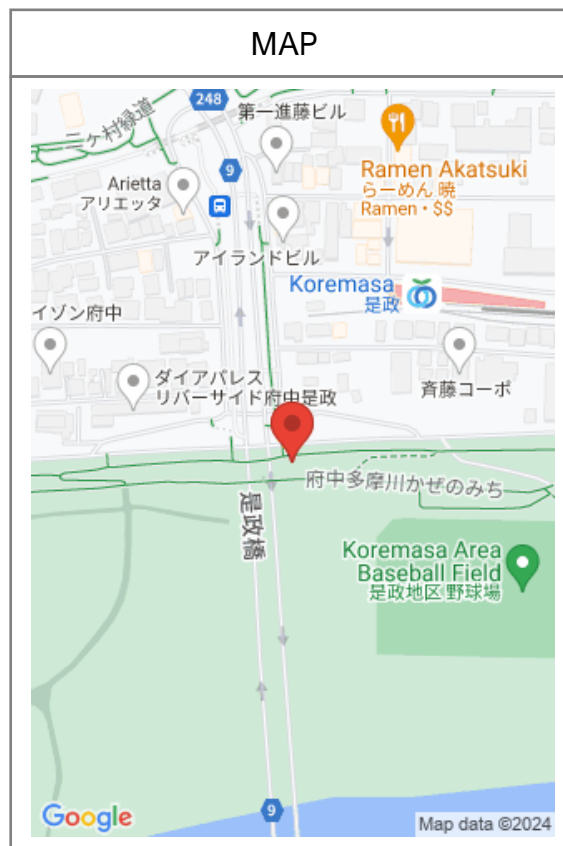 MAP
248
三ケ村緑道
第一進藤ビル
9
Ramen Akatsuki
らーめん 暁
Ramen・$$
Arietta
アリエッタ
アイランドビル
Koremasa
是政
イゾン府中
ダイアパレス
リバーサイド府中是政
斉藤コーポ
府中多摩川かぜのみち
是政橋
Koremasa Area
Baseball Field
是政地区 野球場
9
Google
Map data ©2024